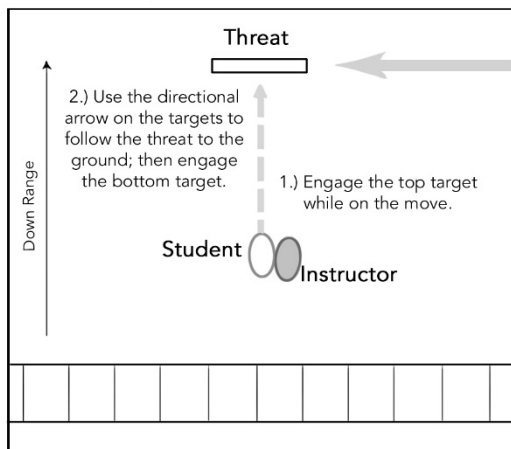 Threat
2.) Use the directional
arrow on the targets to
follow the threat to the
ground; then engage
the bottom target.
1.) Engage the top target
while on the move.
Down Range
Student
Instructor